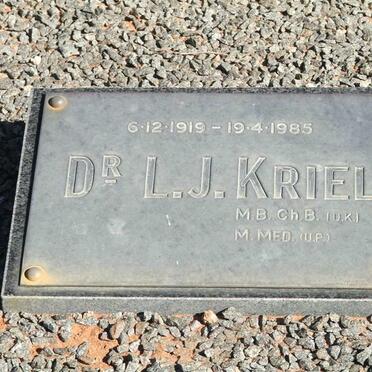 6·12·1919 – 19·4·1985
DR L.J. KRIEL
M.B. Ch.B. (U.K)
M. MED. (U.P.)